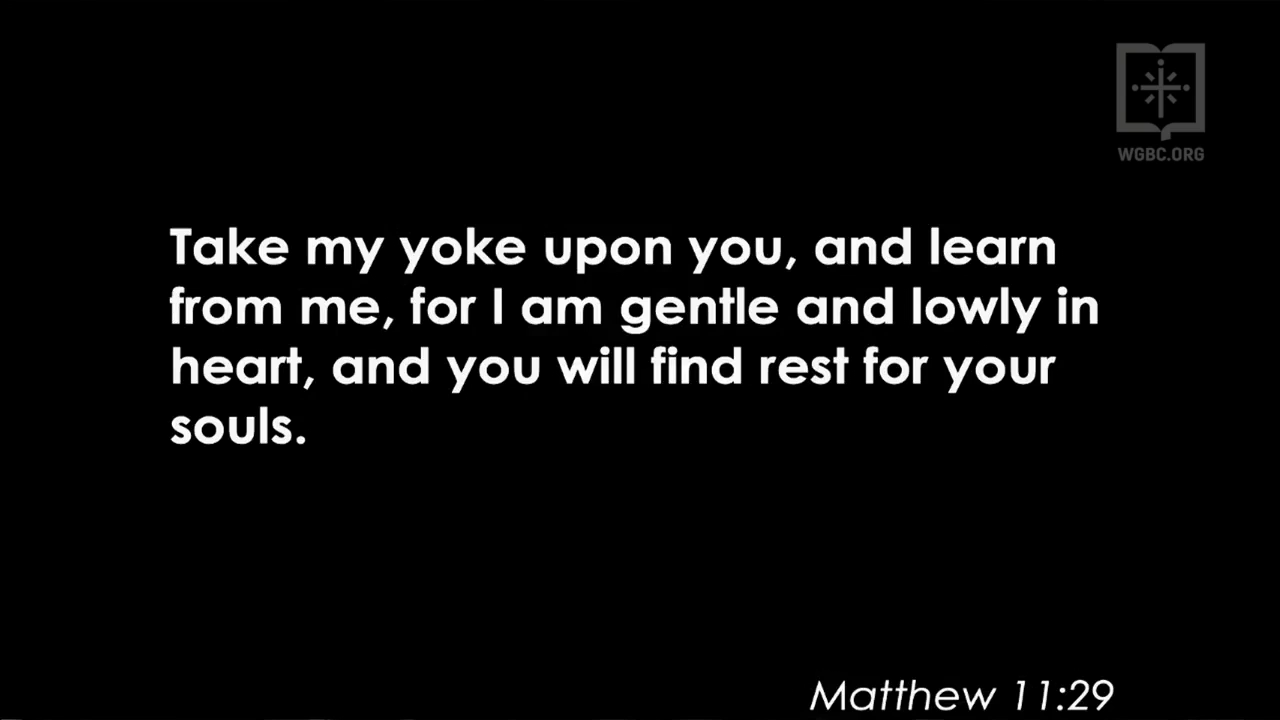 WGBC.ORG
Take my yoke upon you, and learn
from me, for I am gentle and lowly in
heart, and you will find rest for your
souls.
Matthew 11:29